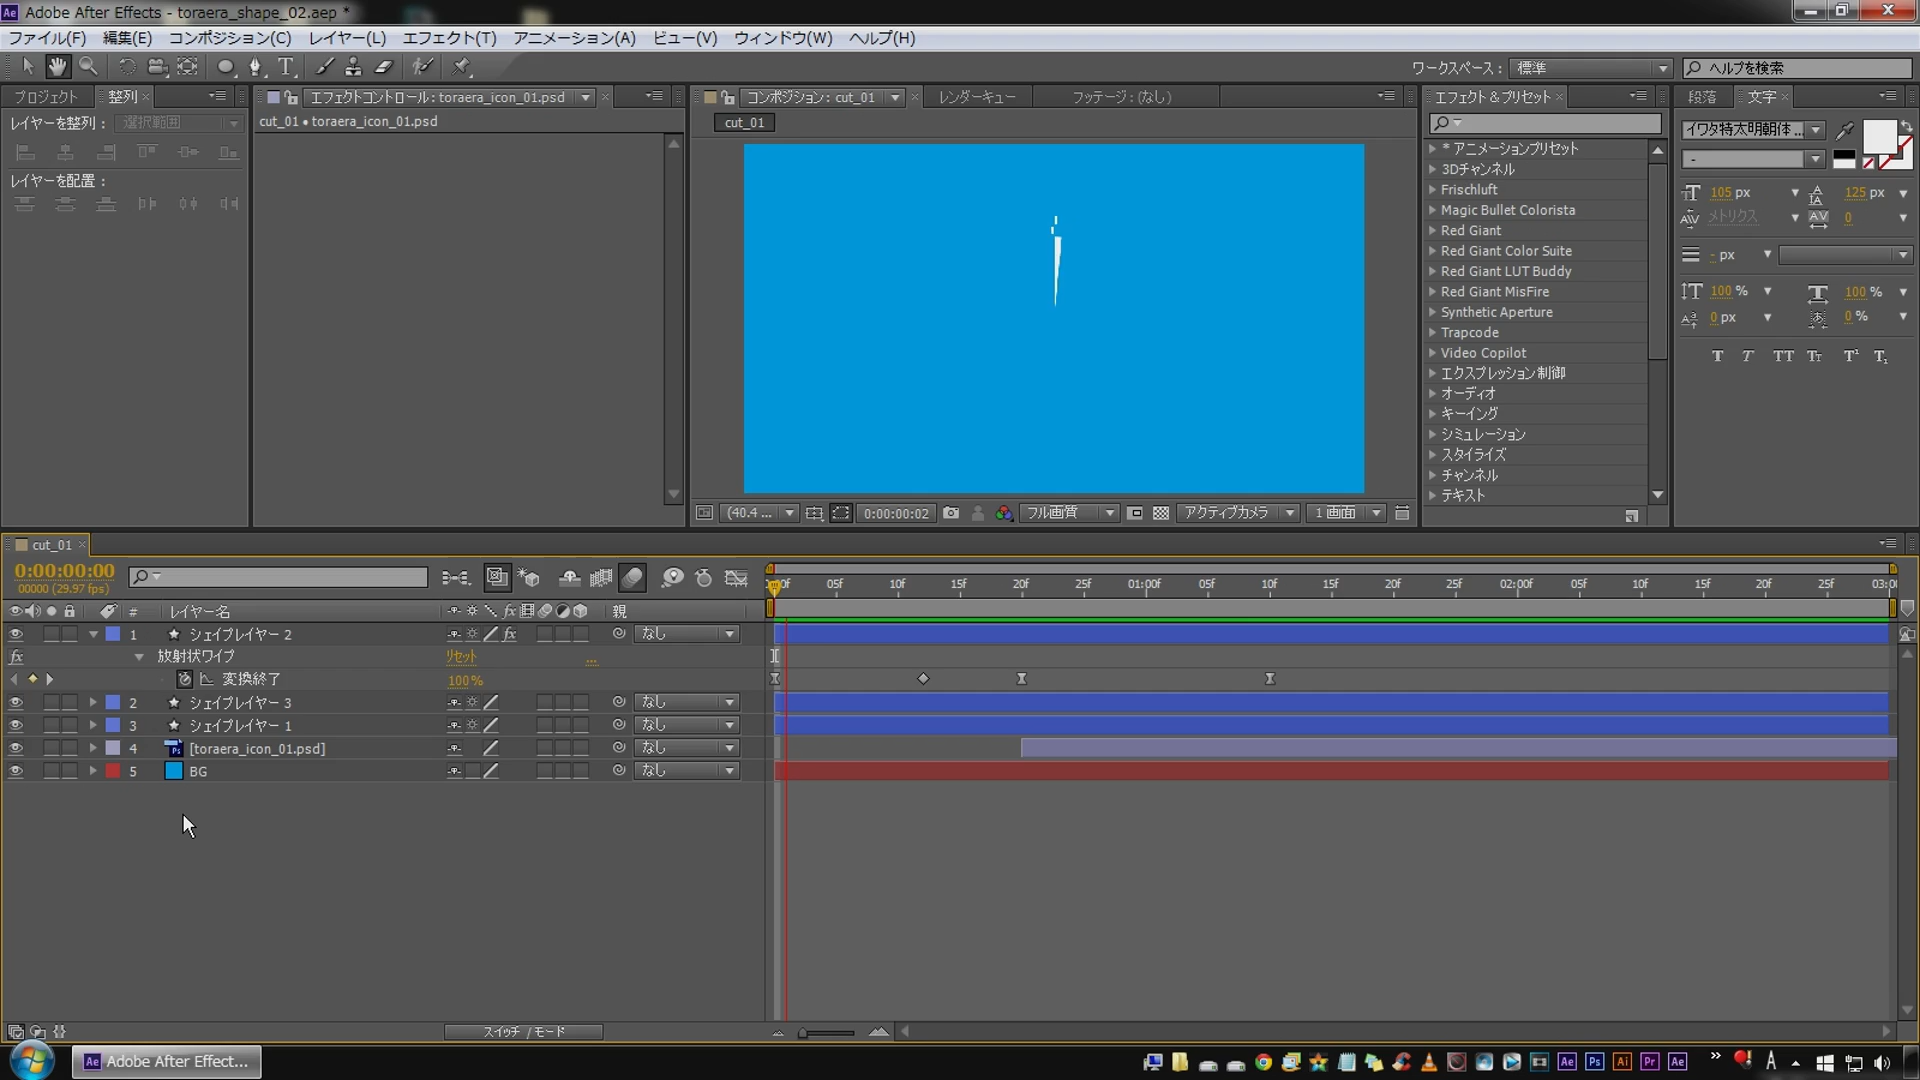 Adobe After Effects - toraera_shape_02.aep *
ファイル(F) 編集(E) コンポジション(C) レイヤー(L) エフェクト(T) アニメーション(A) ビュー(V) ウィンドウ(W) ヘルプ(H)
ワークスペース: 標準 ヘルプを検索
プロジェクト 整列
レイヤーを整列: 選択範囲
レイヤーを配置:
エフェクトコントロール: toraera_icon_01.psd
cut_01 • toraera_icon_01.psd
コンポジション: cut_01 レンダーキュー フッテージ: (なし)
cut_01
(40.4 ... 0:00:00:02 フル画質 アクティブカメラ 1 画面
エフェクト＆プリセット
* アニメーションプリセット
3Dチャンネル
Frischluft
Magic Bullet Colorista
Red Giant
Red Giant Color Suite
Red Giant LUT Buddy
Red Giant MisFire
Synthetic Aperture
Trapcode
Video Copilot
エクスプレッション制御
オーディオ
キーイング
シミュレーション
スタイライズ
チャンネル
テキスト
段落 文字
イワタ特太明朝体 ...
-
105 px 125 px
メトリクス 0
- px
100 % 100 %
0 px 0 %
T T TT Tт T¹ T₁
cut_01
0:00:00:00
00000 (29.97 fps)
05f 10f 15f 20f 25f 01:00f 05f 10f 15f 20f 25f 02:00f 05f 10f 15f 20f 25f
# レイヤー名 親
1 シェイプレイヤー 2 なし
放射状ワイプ リセット ...
変換終了 100%
2 シェイプレイヤー 3 なし
3 シェイプレイヤー 1 なし
4 [toraera_icon_01.psd] なし
5 BG なし
スイッチ / モード
Adobe After Effect...